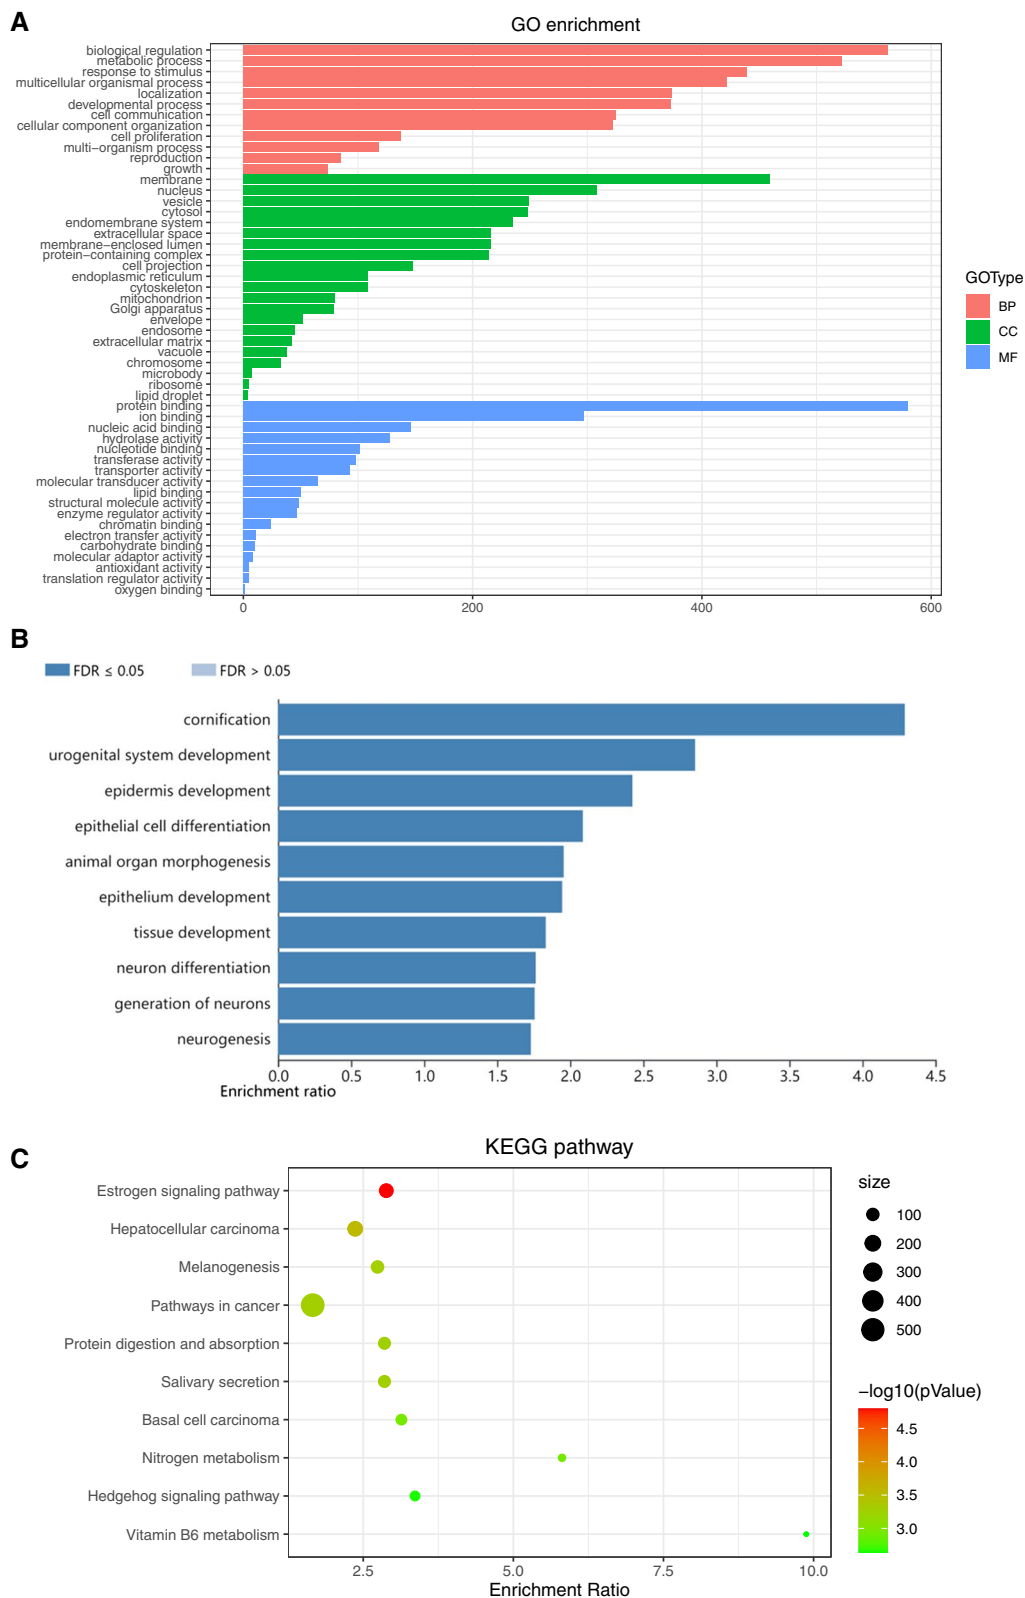 A
GO enrichment
biological regulation
metabolic process
response to stimulus
multicellular organismal process
localization
developmental process
cell communication
cellular component organization
cell proliferation
multi−organism process
reproduction
growth
membrane
nucleus
vesicle
cytosol
endomembrane system
extracellular space
membrane−enclosed lumen
protein−containing complex
cell projection
endoplasmic reticulum
cytoskeleton
mitochondrion
Golgi apparatus
envelope
endosome
extracellular matrix
vacuole
chromosome
microbody
ribosome
lipid droplet
protein binding
ion binding
nucleic acid binding
hydrolase activity
nucleotide binding
transferase activity
transporter activity
molecular transducer activity
lipid binding
structural molecule activity
enzyme regulator activity
chromatin binding
electron transfer activity
carbohydrate binding
molecular adaptor activity
antioxidant activity
translation regulator activity
oxygen binding
0 200 400 600
GOType
BP
CC
MF
B
FDR ≤ 0.05 FDR > 0.05
cornification
urogenital system development
epidermis development
epithelial cell differentiation
animal organ morphogenesis
epithelium development
tissue development
neuron differentiation
generation of neurons
neurogenesis
0.0 0.5 1.0 1.5 2.0 2.5 3.0 3.5 4.0 4.5
Enrichment ratio
C
KEGG pathway
Estrogen signaling pathway
Hepatocellular carcinoma
Melanogenesis
Pathways in cancer
Protein digestion and absorption
Salivary secretion
Basal cell carcinoma
Nitrogen metabolism
Hedgehog signaling pathway
Vitamin B6 metabolism
2.5 5.0 7.5 10.0
Enrichment Ratio
size
100
200
300
400
500
−log10(pValue)
4.5
4.0
3.5
3.0